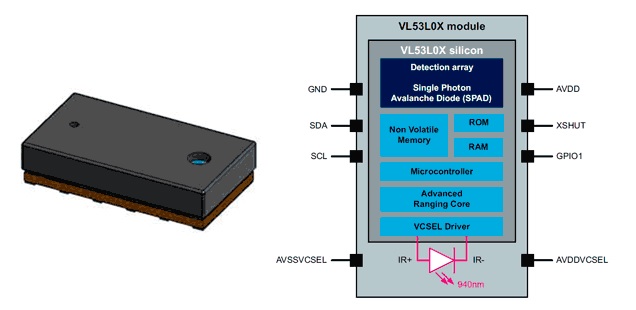 VL53L0X module
VL53L0X silicon
Detection array
Single Photon
Avalanche Diode (SPAD)
Non Volatile
Memory
ROM
RAM
Microcontroller
Advanced
Ranging Core
VCSEL Driver
GND
SDA
SCL
AVSSVCSEL
AVDD
XSHUT
GPIO1
AVDDVCSEL
IR+
IR-
940nm